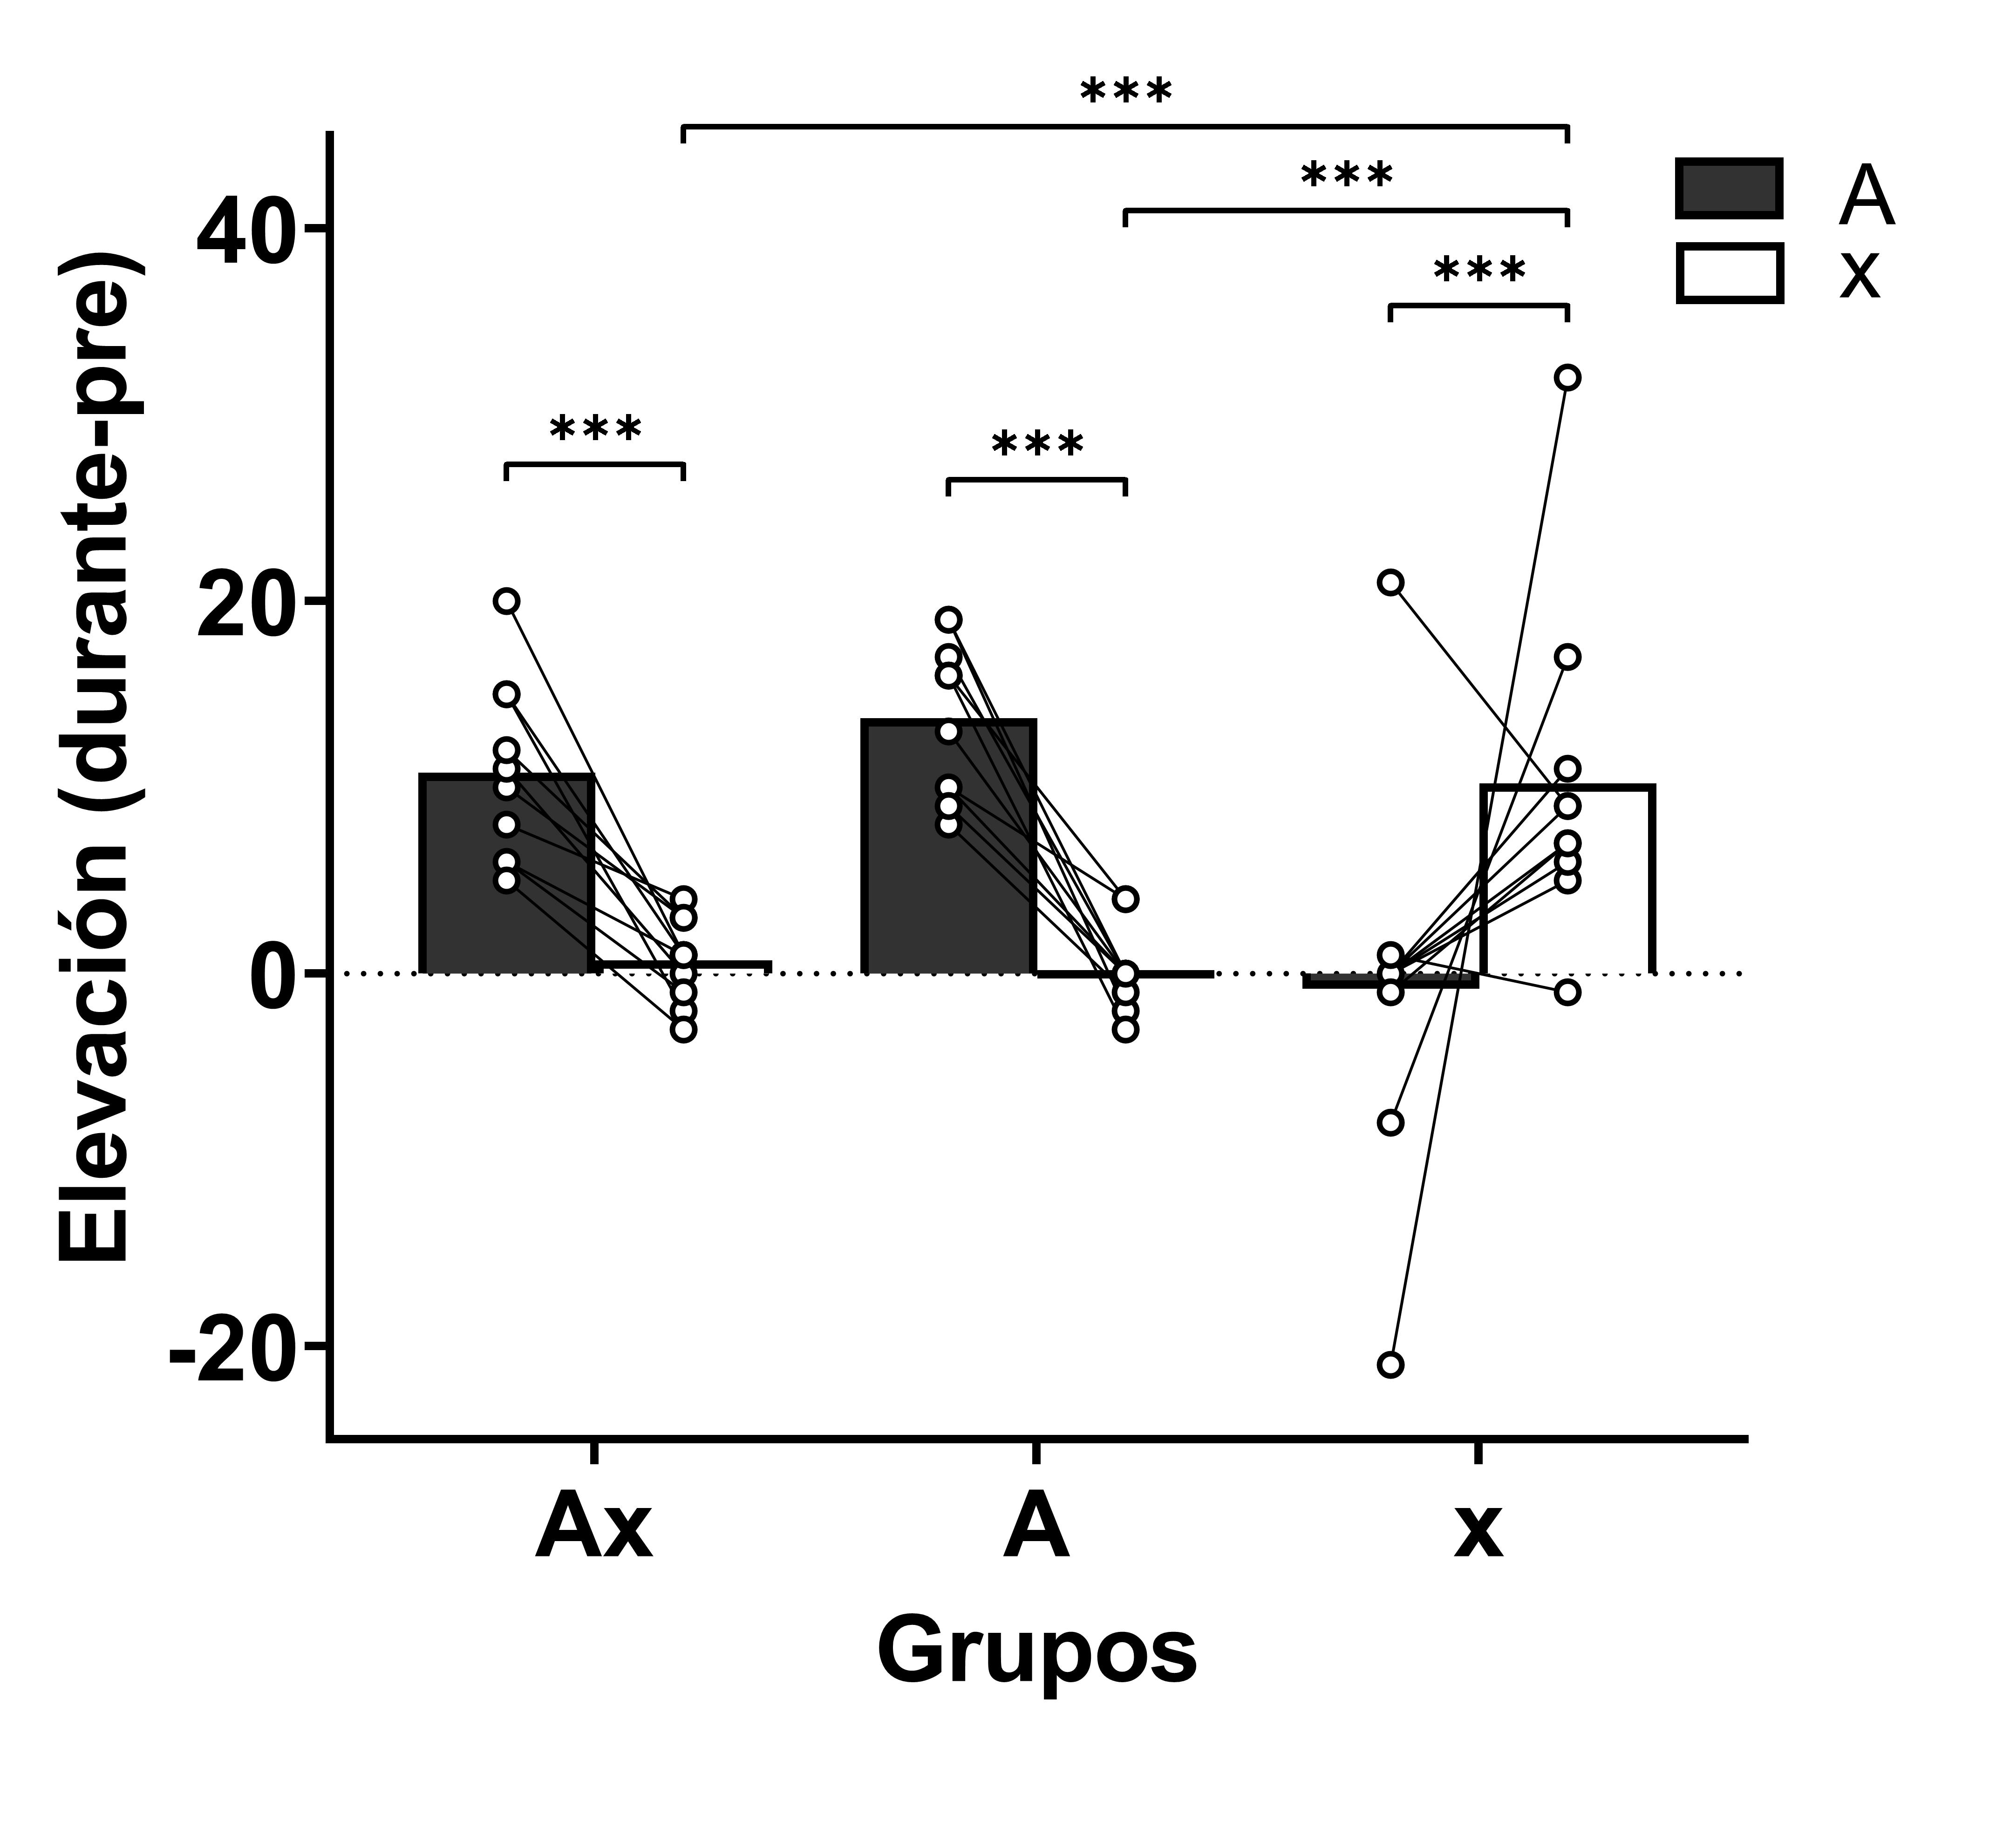 ***
***
***
***
***
A
x
40
20
0
-20
Elevación (durante-pre)
Ax
A
x
Grupos